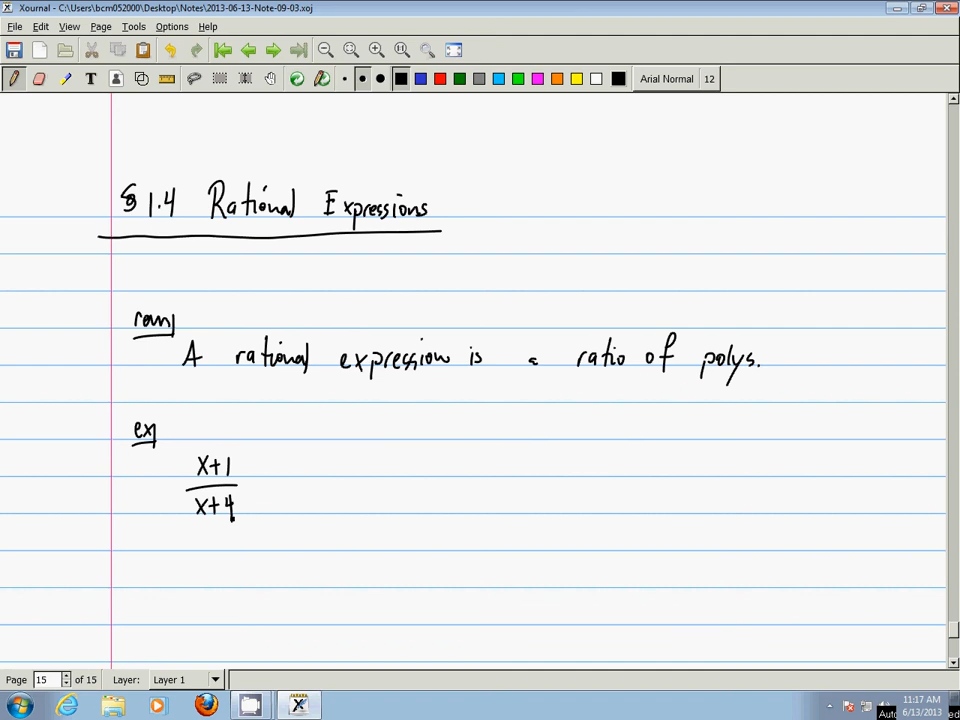 Xournal - C:\Users\bcm052000\Desktop\Notes\2013-06-13-Note-09-03.xoj
File Edit View Page Tools Options Help
Arial Normal 12
§ 1.4 Rational Expressions
rem
A rational expression is a ratio of polys.
ex
x+1
x+4
Page 15 of 15 Layer: Layer 1
11:17 AM
6/13/2013